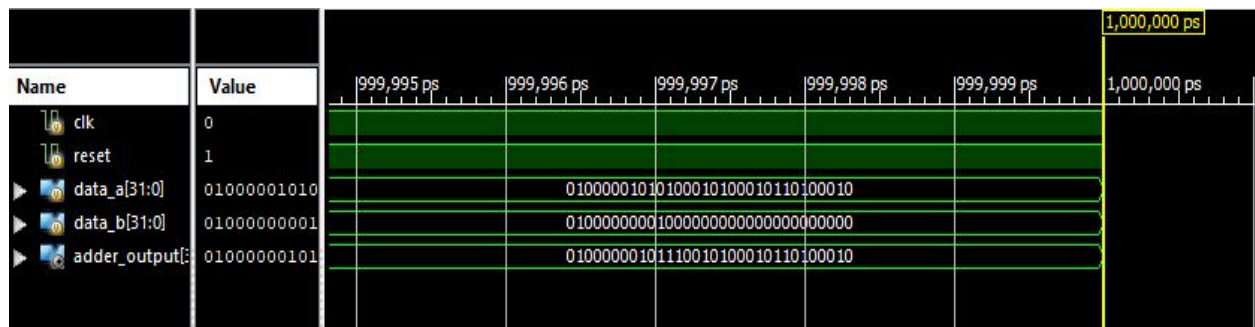 1,000,000 ps
Name Value 999,995 ps 999,996 ps 999,997 ps 999,998 ps 999,999 ps 1,000,000 ps
clk 0
reset 1
data_a[31:0] 01000001010 01000001010100010100010110100010
data_b[31:0] 01000000001 01000000001000000000000000000000
adder_output[ 01000000101 01000000101110010100010110100010